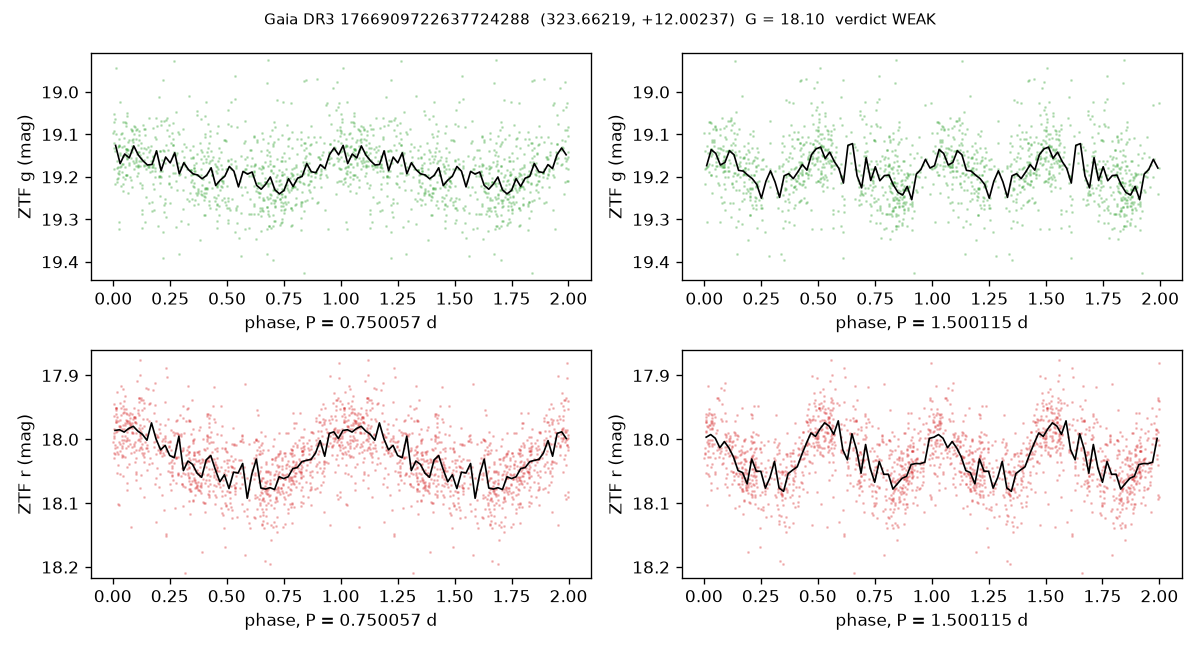 Gaia DR3 1766909722637724288  (323.66219, +12.00237)  G = 18.10  verdict WEAK
ZTF g (mag)
19.0
19.1
19.2
19.3
19.4
0.00 0.25 0.50 0.75 1.00 1.25 1.50 1.75 2.00
phase, P = 0.750057 d
ZTF g (mag)
19.0
19.1
19.2
19.3
19.4
0.00 0.25 0.50 0.75 1.00 1.25 1.50 1.75 2.00
phase, P = 1.500115 d
ZTF r (mag)
17.9
18.0
18.1
18.2
0.00 0.25 0.50 0.75 1.00 1.25 1.50 1.75 2.00
phase, P = 0.750057 d
ZTF r (mag)
17.9
18.0
18.1
18.2
0.00 0.25 0.50 0.75 1.00 1.25 1.50 1.75 2.00
phase, P = 1.500115 d